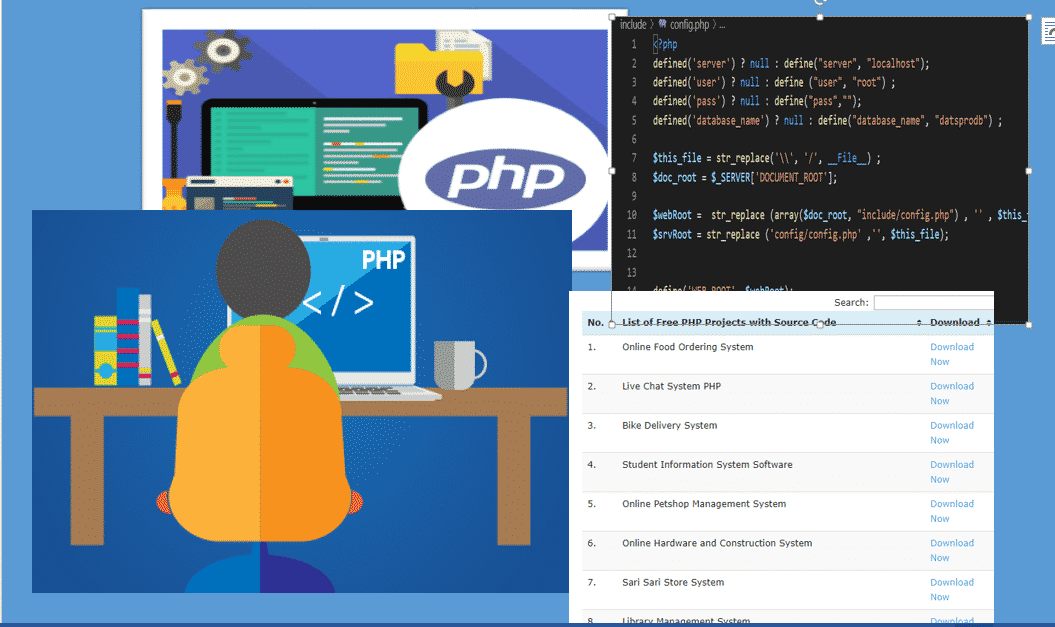 php
PHP
</>
include > config.php > ...
1 <?php
2 defined('server') ? null : define("server", "localhost");
3 defined('user') ? null : define ("user", "root") ;
4 defined('pass') ? null : define("pass","");
5 defined('database_name') ? null : define("database_name", "datsprodb") ;
6
7 $this_file = str_replace('\\', '/', __File__) ;
8 $doc_root = $_SERVER['DOCUMENT_ROOT'];
9
10 $webRoot = str_replace (array($doc_root, "include/config.php") , '' , $this_
11 $srvRoot = str_replace ('config/config.php' ,'', $this_file);
12
13
14 define('WEB_ROOT', $webRoot);
Search:
No. List of Free PHP Projects with Source Code Download
1. Online Food Ordering System Download
Now
2. Live Chat System PHP Download
Now
3. Bike Delivery System Download
Now
4. Student Information System Software Download
Now
5. Online Petshop Management System Download
Now
6. Online Hardware and Construction System Download
Now
7. Sari Sari Store System Download
Now
8. Library Management System Download